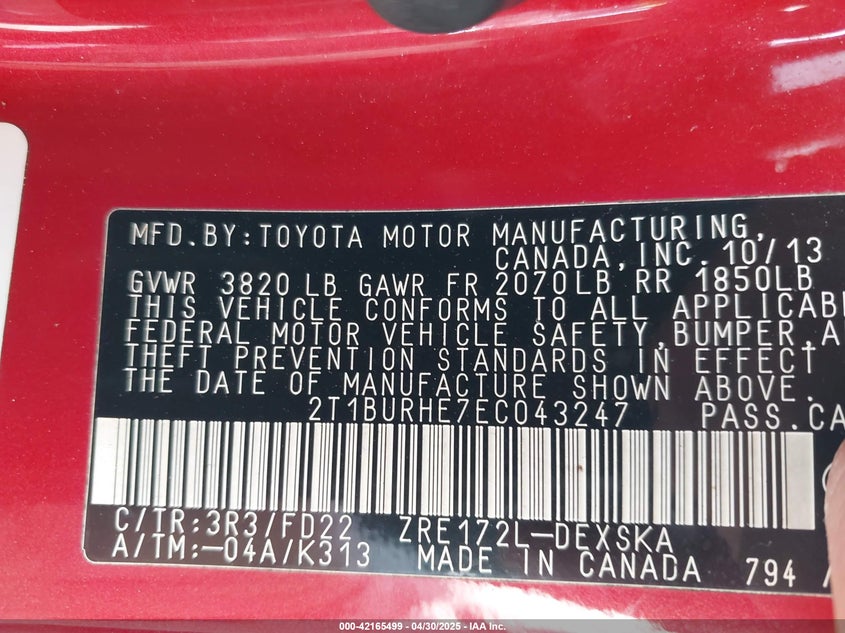 MFD.BY:TOYOTA MOTOR MANUFACTURING,
CANADA,INC. 10/13
GVWR 3820 LB GAWR FR 2070LB RR 1850LB
THIS VEHICLE CONFORMS TO ALL APPLICABL
FEDERAL MOTOR VEHICLE SAFETY,BUMPER,A
THEFT PREVENTION STANDARDS IN EFFECT
THE DATE OF MANUFACTURE SHOWN ABOVE.
2T1BURHE7EC043247 PASS.CA
C/TR:3R3/FD22 ZRE172L-DEXSKA
A/TM:-04A/K313 MADE IN CANADA 794
000-42165499 - 04/30/2025 - IAA Inc.